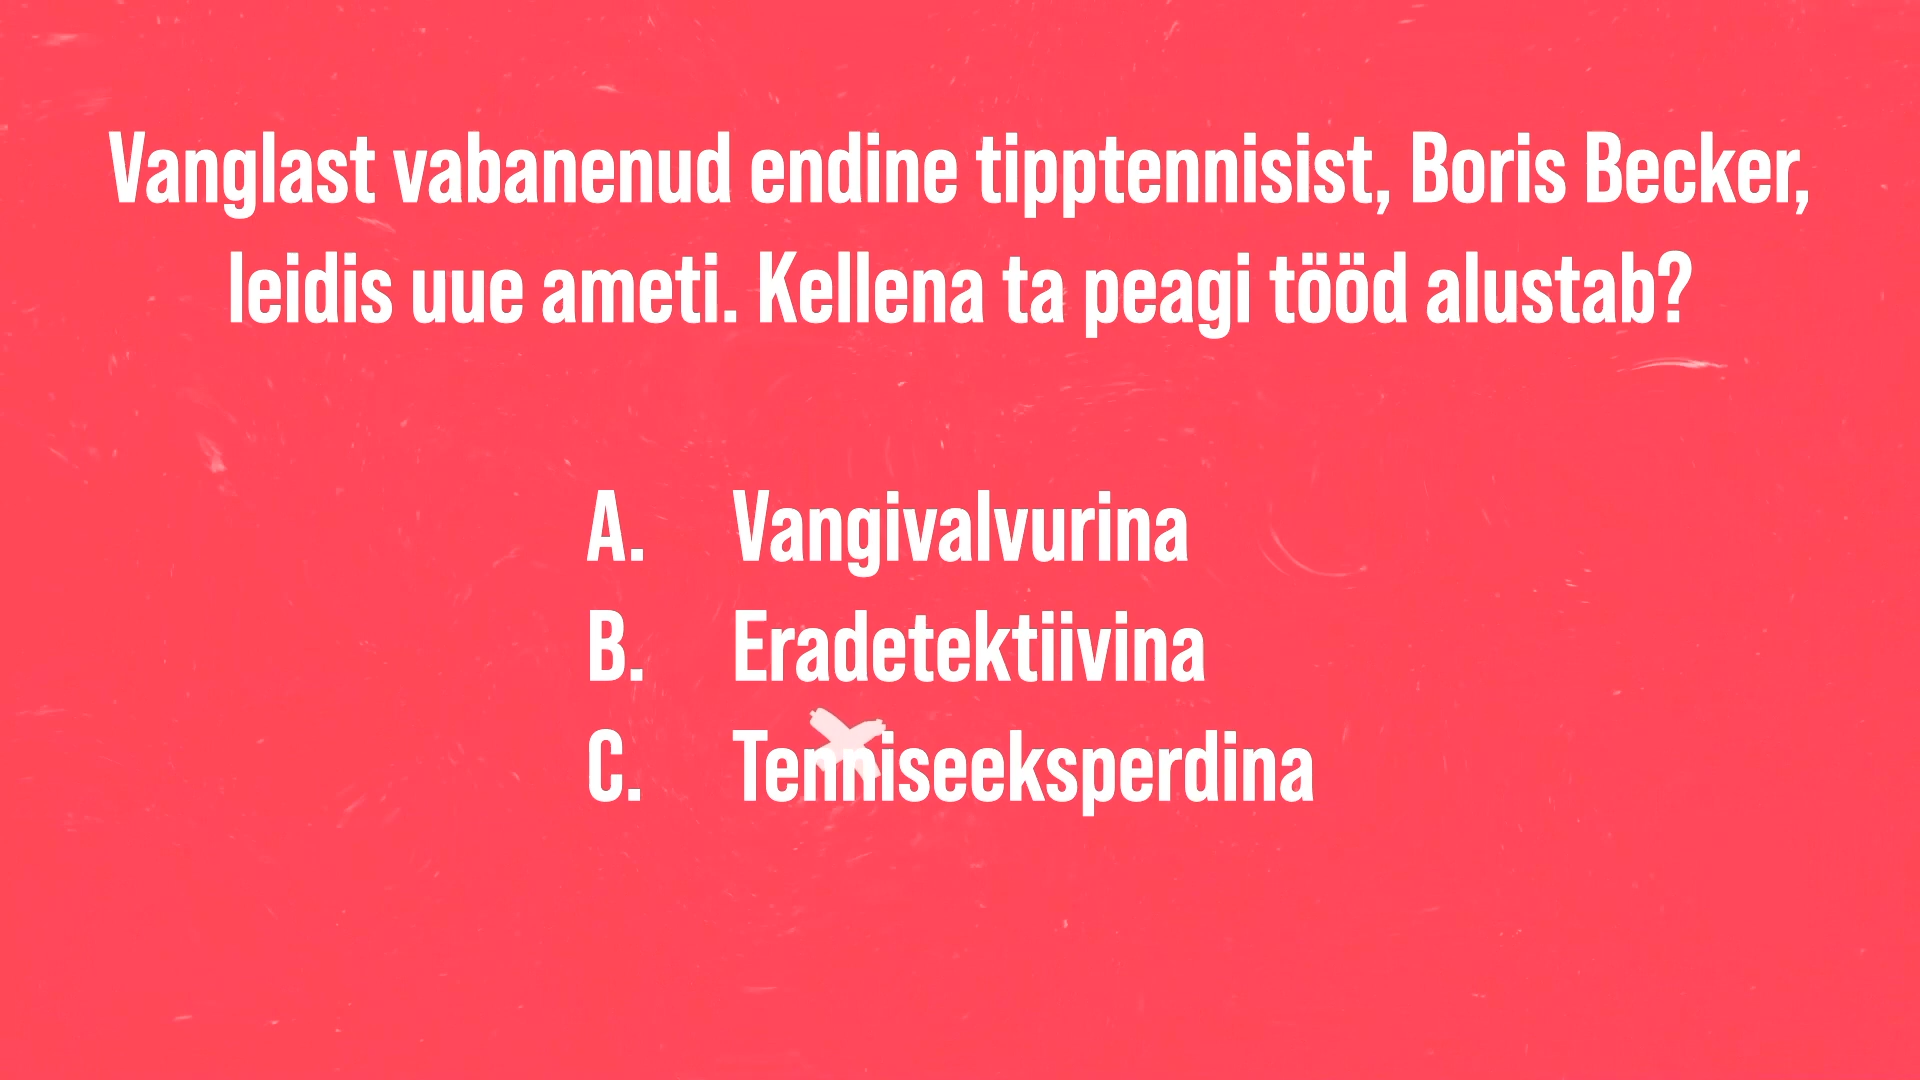 Vanglast vabanenud endine tipptennisist, Boris Becker,
leidis uue ameti. Kellena ta peagi tööd alustab?
A. Vangivalvurina
B. Eradetektiivina
C. Tenniseeksperdina